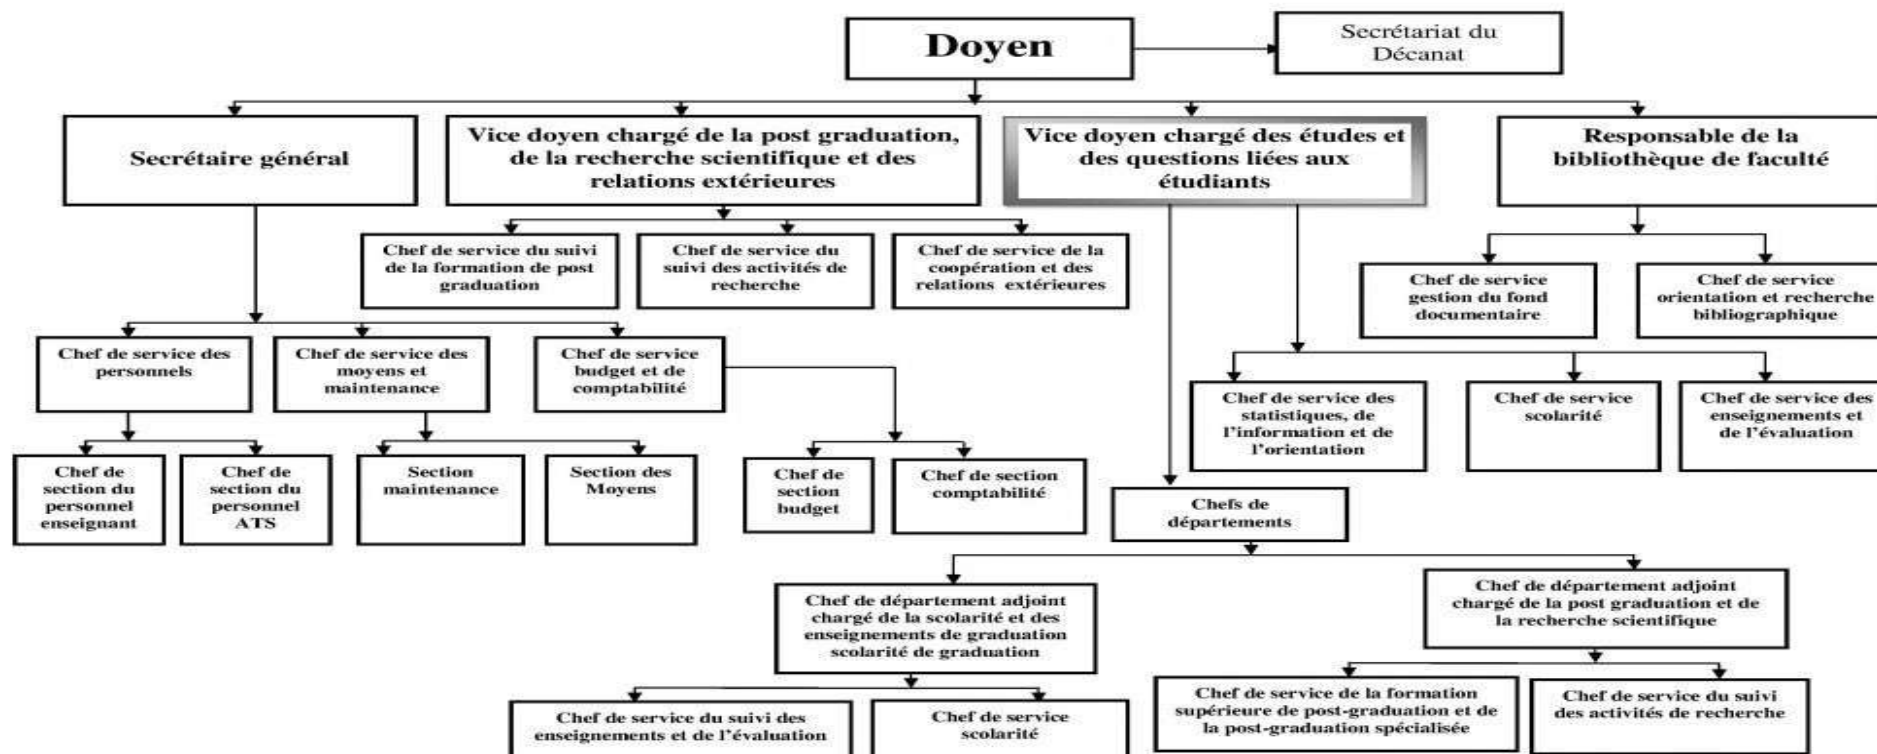 Doyen
Secrétariat du
Décanat
Secrétaire général
Vice doyen chargé de la post graduation,
de la recherche scientifique et des
relations extérieures
Vice doyen chargé des études et
des questions liées aux
étudiants
Responsable de la
bibliothèque de faculté
Chef de service du suivi
de la formation de post
graduation
Chef de service du
suivi des activités de
recherche
Chef de service de la
coopération et des
relations extérieures
Chef de service
gestion du fond
documentaire
Chef de service
orientation et recherche
bibliographique
Chef de service des
personnels
Chef de service des
moyens et
maintenance
Chef de service
budget et de
comptabilité
Chef de service des
statistiques, de
l'information et de
l'orientation
Chef de service
scolarité
Chef de service des
enseignements et
de l'évaluation
Chef de
section du
personnel
enseignant
Chef de
section du
personnel
ATS
Section
maintenance
Section des
Moyens
Chef de
section
budget
Chef de section
comptabilité
Chefs de
départements
Chef de département adjoint
chargé de la scolarité et des
enseignements de graduation
scolarité de graduation
Chef de département adjoint
chargé de la post graduation et de
la recherche scientifique
Chef de service du suivi des
enseignements et de l'évaluation
Chef de service
scolarité
Chef de service de la formation
supérieure de post-graduation et de
la post-graduation spécialisée
Chef de service du suivi
des activités de recherche